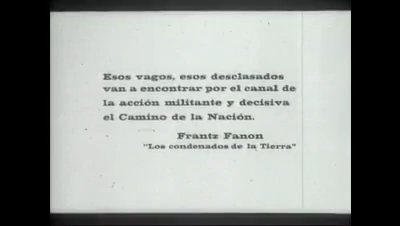 Esos vagos, esos desclasados
van a encontrar por el canal de
la acción militante y decisiva
el Camino de la Nación.
Frantz Fanon
"Los condenados de la Tierra"